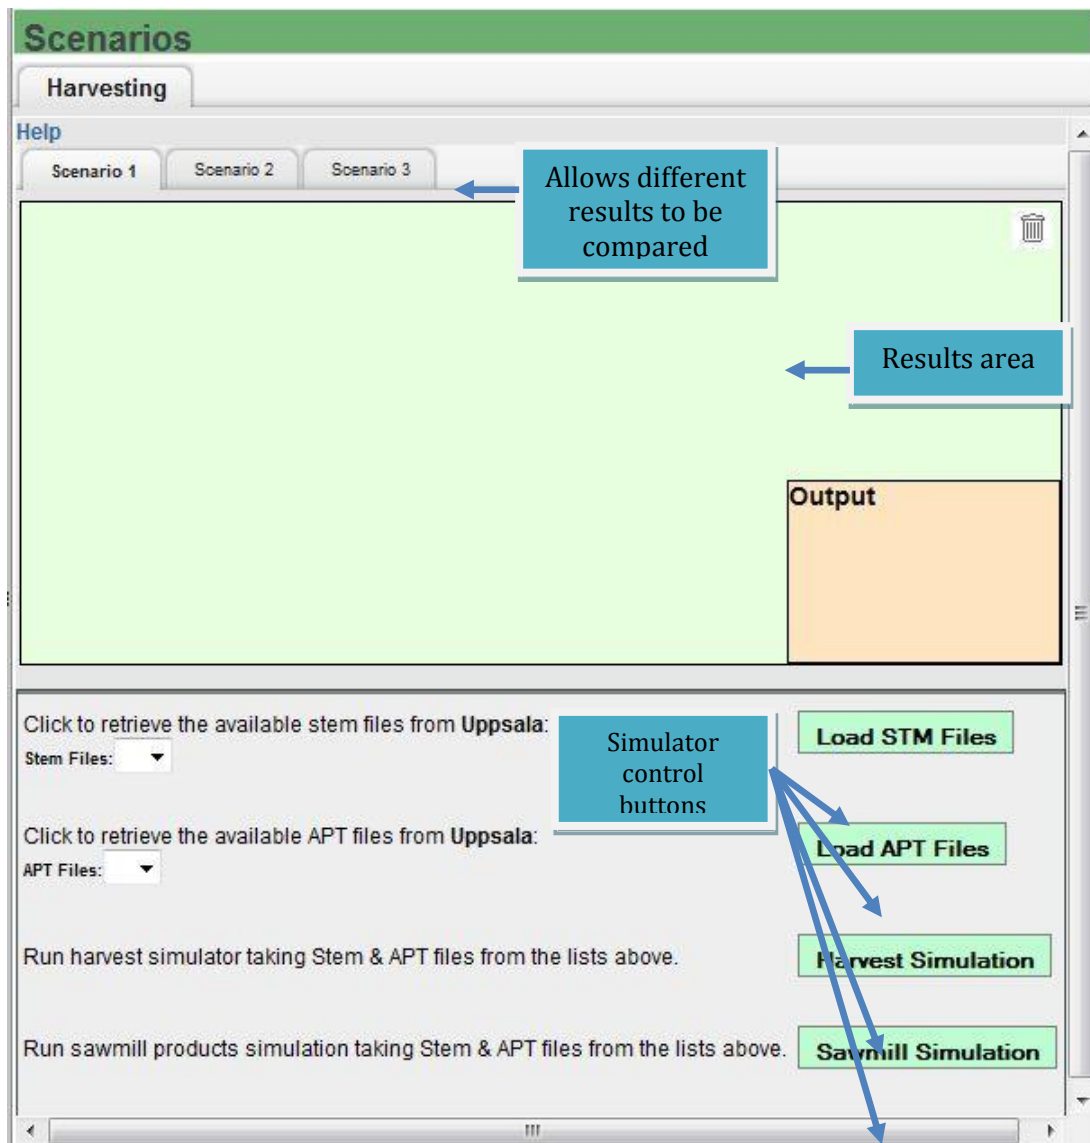 Scenarios
Harvesting
Help
Scenario 1
Scenario 2
Scenario 3
Allows different
results to be
compared
Results area
Output
Click to retrieve the available stem files from Uppsala:
Stem Files:
Load STM Files
Simulator
control
buttons
Click to retrieve the available APT files from Uppsala:
APT Files:
Load APT Files
Run harvest simulator taking Stem & APT files from the lists above.
Harvest Simulation
Run sawmill products simulation taking Stem & APT files from the lists above.
Sawmill Simulation